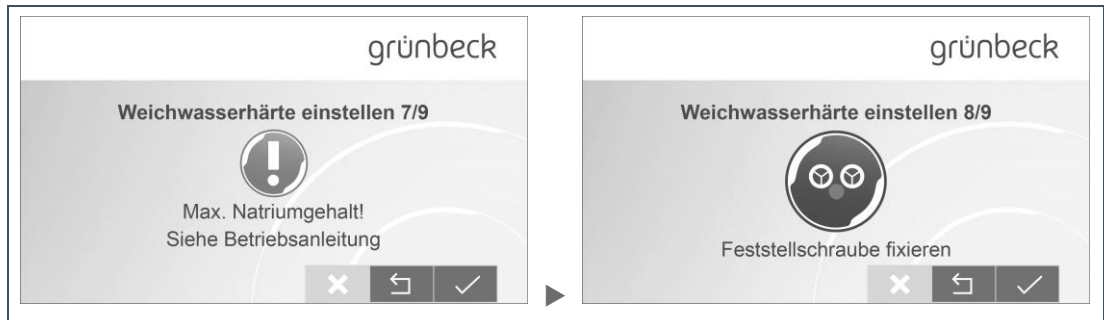 grünbeck
Weichwasserhärte einstellen 7/9
Max. Natriumgehalt!
Siehe Betriebsanleitung
grünbeck
Weichwasserhärte einstellen 8/9
Feststellschraube fixieren